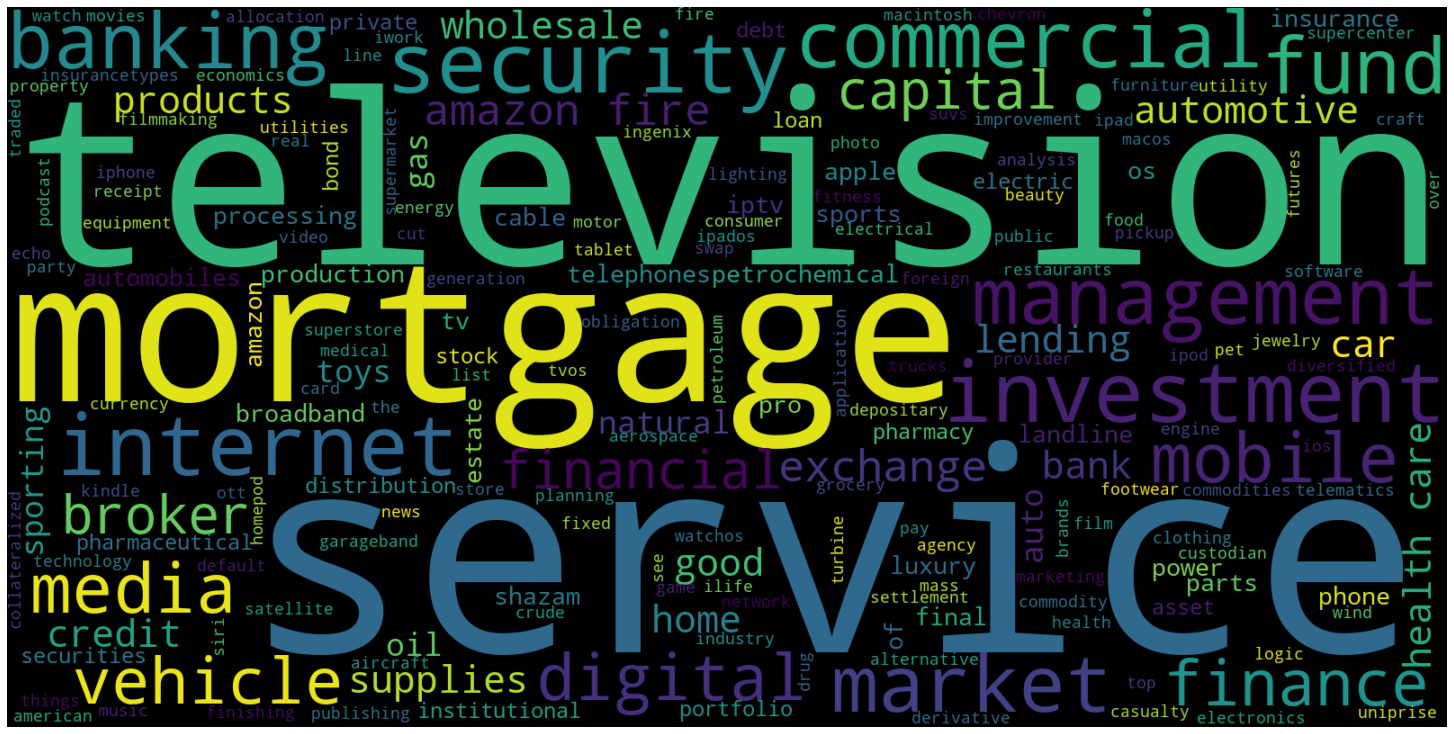 watch
movies
allocation
private
wholesale
fire
debt
macintosh
chevron
insurance
supercenter
banking
iwork
line
security
commercial
fund
insurancetypes
economics
property
products
amazon fire
capital
furniture
utility
automotive
traded
filmmaking
utilities
real
bond
supermarket
gas
ingenix
loan
photo
suvs
improvement
ipad
macos
craft
television
iphone
receipt
podcast
equipment
processing
video
energy
cable
cut
motor
tablet
lighting
iptv
consumer
ipados
swap
apple
fitness
sports
electrical
analysis
electric
beauty
public
os
food
pickup
futures
over
echo
party
automobiles
production
generation
telephones
petrochemical
foreign
restaurants
software
mortgage
amazon
superstore
medical
toys
card
tv
stock
list
obligation
tvos
petroleum
application
management
lending
provider
ipod
pet
jewelry
car
trucks
diversified
investment
currency
the
broadband
estate
natural
aerospace
pro
depositary
pharmacy
landline
engine
ios
sporting
internet
financial
exchange
bank
mobile
health care
kindle
ott
distribution
store
planning
grocery
footwear
commodities
telematics
collateralized
broker
homepod
news
fixed
garageband
watchos
pay
agency
auto
film
brands
clothing
custodian
pharmaceutical
technology
default
service
see
good
turbine
luxury
power
parts
media
satellite
shazam
crude
ilife
game
network
mass
settlement
marketing
commodity
asset
phone
wind
credit
siri
oil
home
industry
final
health
securities
aircraft
drug
alternative
of
logic
vehicle
supplies
digital
market
top
finance
things
american
music
finishing
publishing
institutional
portfolio
derivative
casualty
electronics
uniprise